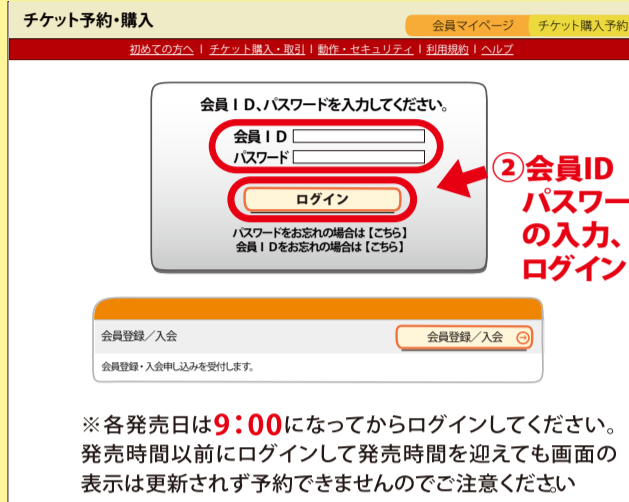 チケット予約・購入
会員マイページ チケット購入予約
初めての方へ | チケット購入・取引 | 動作・セキュリティ | 利用規約 | ヘルプ
会員ID、パスワードを入力してください。
会員ID
パスワード
ログイン
パスワードをお忘れの場合は【こちら】
会員IDをお忘れの場合は【こちら】
②会員ID
パスワー
の入力、
ログイン
会員登録／入会
会員登録／入会
会員登録・入会申し込みを受付します。
※各発売日は9:00になってからログインしてください。
発売時間以前にログインして発売時間を迎えても画面の
表示は更新されず予約できませんのでご注意ください